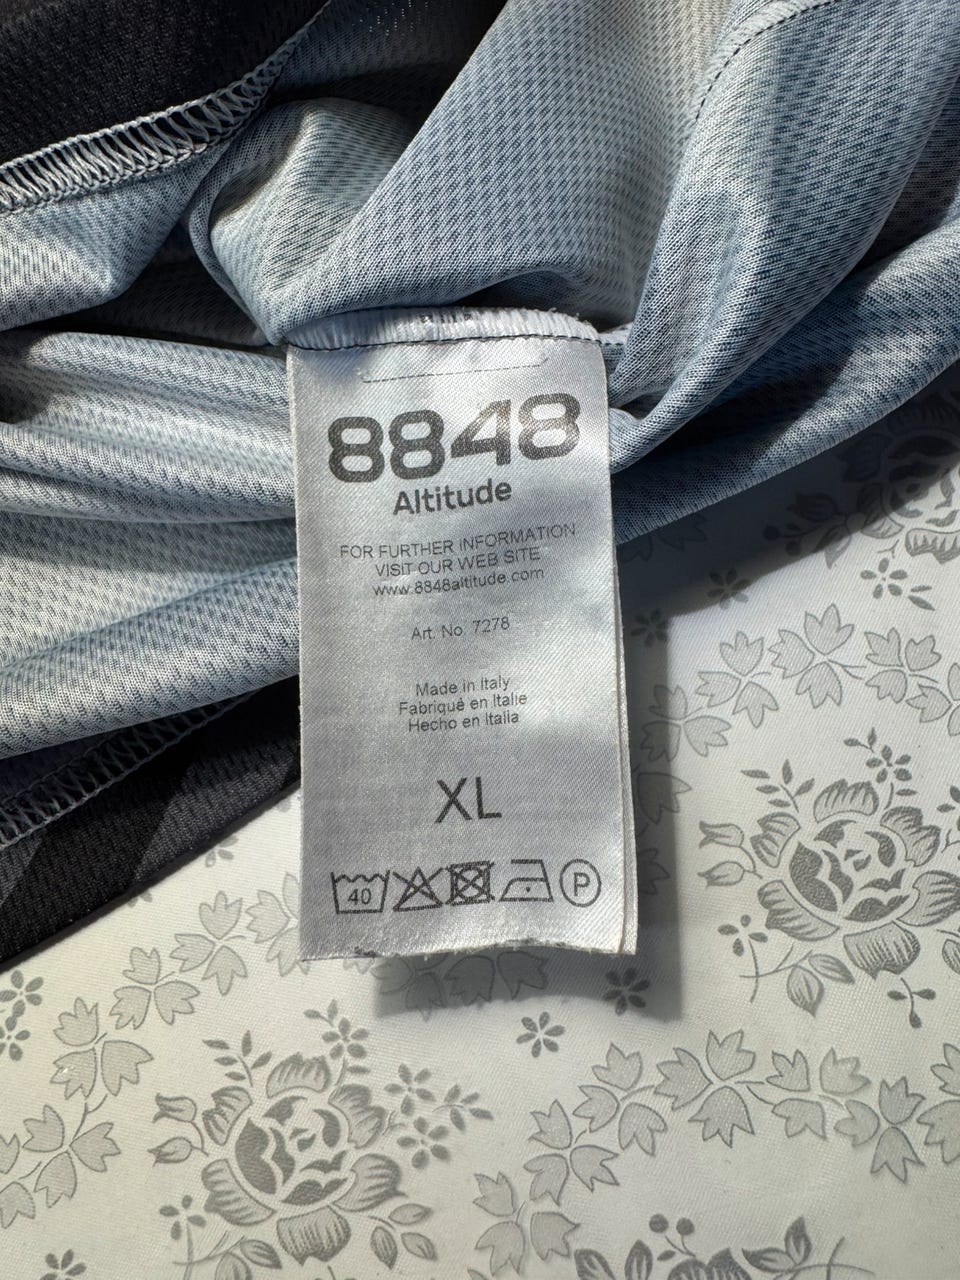 8848
Altitude
FOR FURTHER INFORMATION
VISIT OUR WEB SITE
www.8848altitude.com
Art. No. 7278
Made in Italy
Fabriqué en Italie
Hecho en Italia
XL
40 P